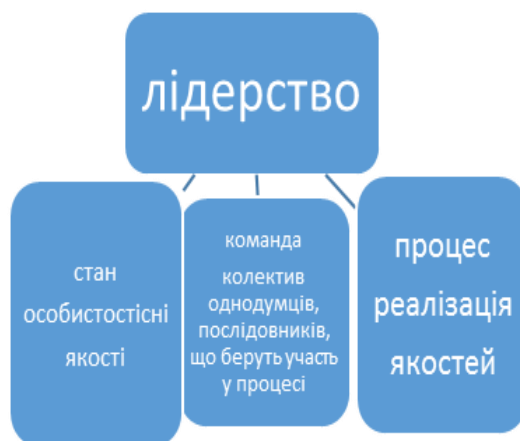 лідерство
стан
особистостісні
якості
команда
колектив
однодумців,
послідовників,
що беруть участь
у процесі
процес
реалізація
якостей